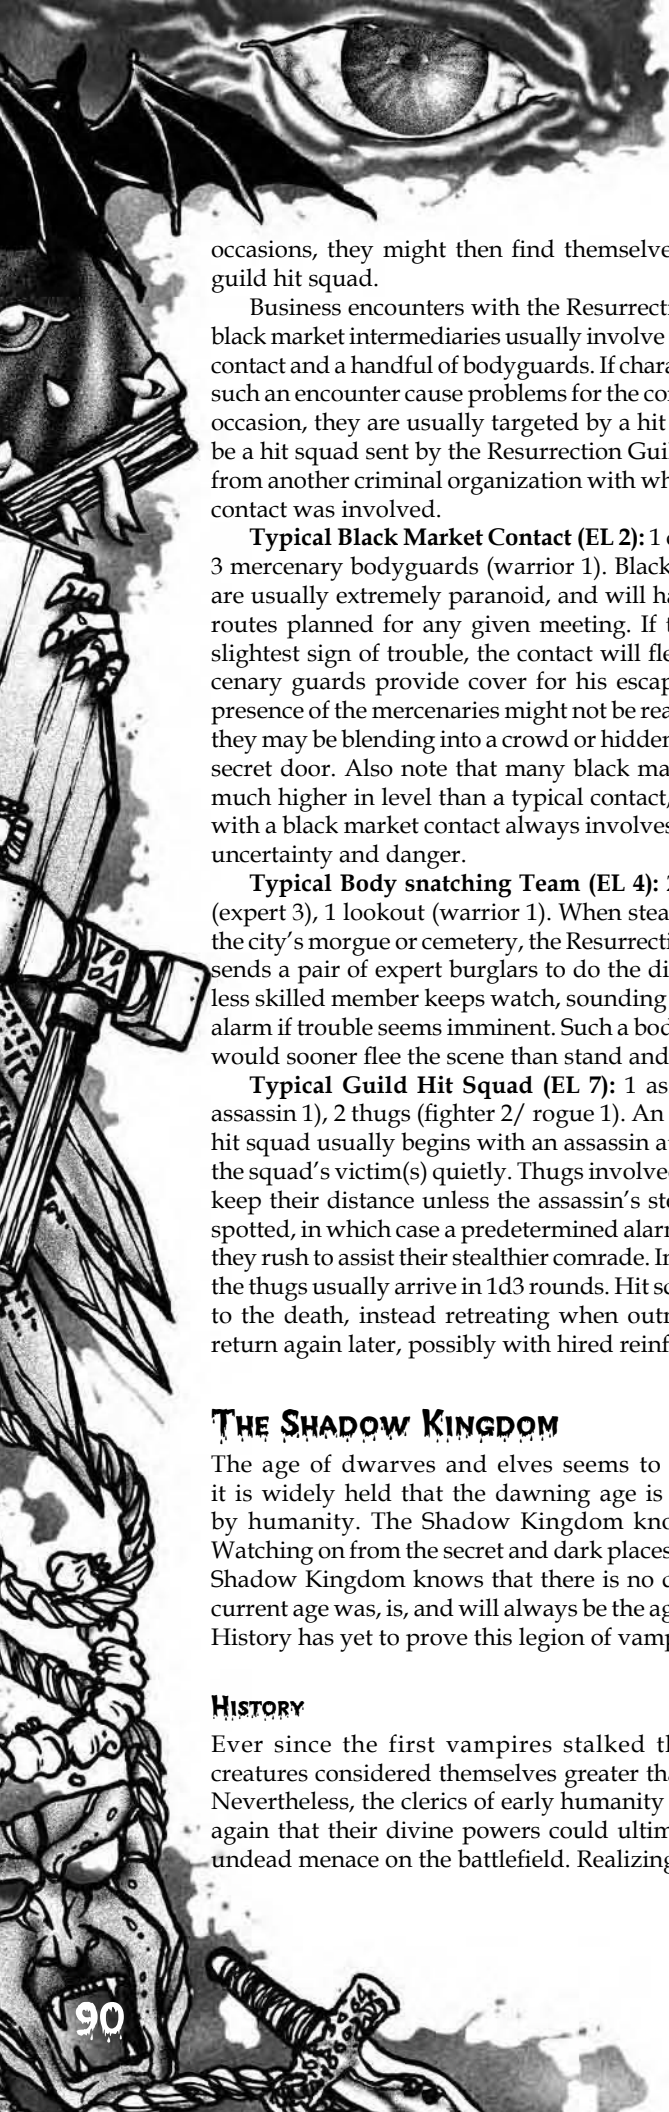 occasions, they might then find themselve
guild hit squad.
Business encounters with the Resurrecti
black market intermediaries usually involve
contact and a handful of bodyguards. If chara
such an encounter cause problems for the cor
occasion, they are usually targeted by a hit
be a hit squad sent by the Resurrection Guil
from another criminal organization with wh
contact was involved.
Typical Black Market Contact (EL 2): 1 e
3 mercenary bodyguards (warrior 1). Black
are usually extremely paranoid, and will ha
routes planned for any given meeting. If t
slightest sign of trouble, the contact will fle
cenary guards provide cover for his escap
presence of the mercenaries might not be rea
they may be blending into a crowd or hidden
secret door. Also note that many black ma
much higher in level than a typical contact,
with a black market contact always involves
uncertainty and danger.
Typical Body snatching Team (EL 4): 2
(expert 3), 1 lookout (warrior 1). When stea
the city's morgue or cemetery, the Resurrecti
sends a pair of expert burglars to do the di
less skilled member keeps watch, sounding
alarm if trouble seems imminent. Such a bod
would sooner flee the scene than stand and
Typical Guild Hit Squad (EL 7): 1 as
assassin 1), 2 thugs (fighter 2/ rogue 1). An
hit squad usually begins with an assassin at
the squad's victim(s) quietly. Thugs involve
keep their distance unless the assassin's ste
spotted, in which case a predetermined alarm
they rush to assist their stealthier comrade. In
the thugs usually arrive in 1d3 rounds. Hit sq
to the death, instead retreating when outr
return again later, possibly with hired reinf
The Shadow Kingdom
The age of dwarves and elves seems to
it is widely held that the dawning age is
by humanity. The Shadow Kingdom kno
Watching on from the secret and dark places
Shadow Kingdom knows that there is no c
current age was, is, and will always be the ag
History has yet to prove this legion of vamp
History
Ever since the first vampires stalked th
creatures considered themselves greater tha
Nevertheless, the clerics of early humanity
again that their divine powers could ultim
undead menace on the battlefield. Realizing
90